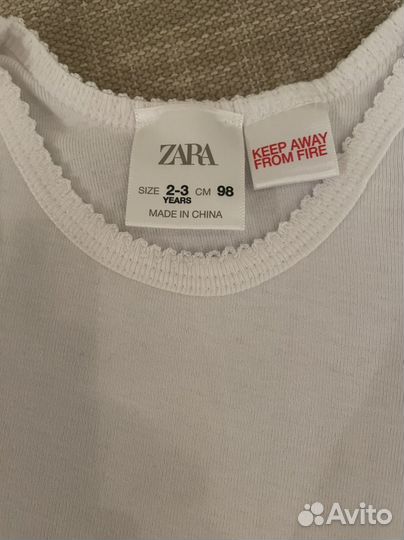 ZARA
SIZE 2-3 YEARS CM 98
MADE IN CHINA
KEEP AWAY
FROM FIRE
Avito